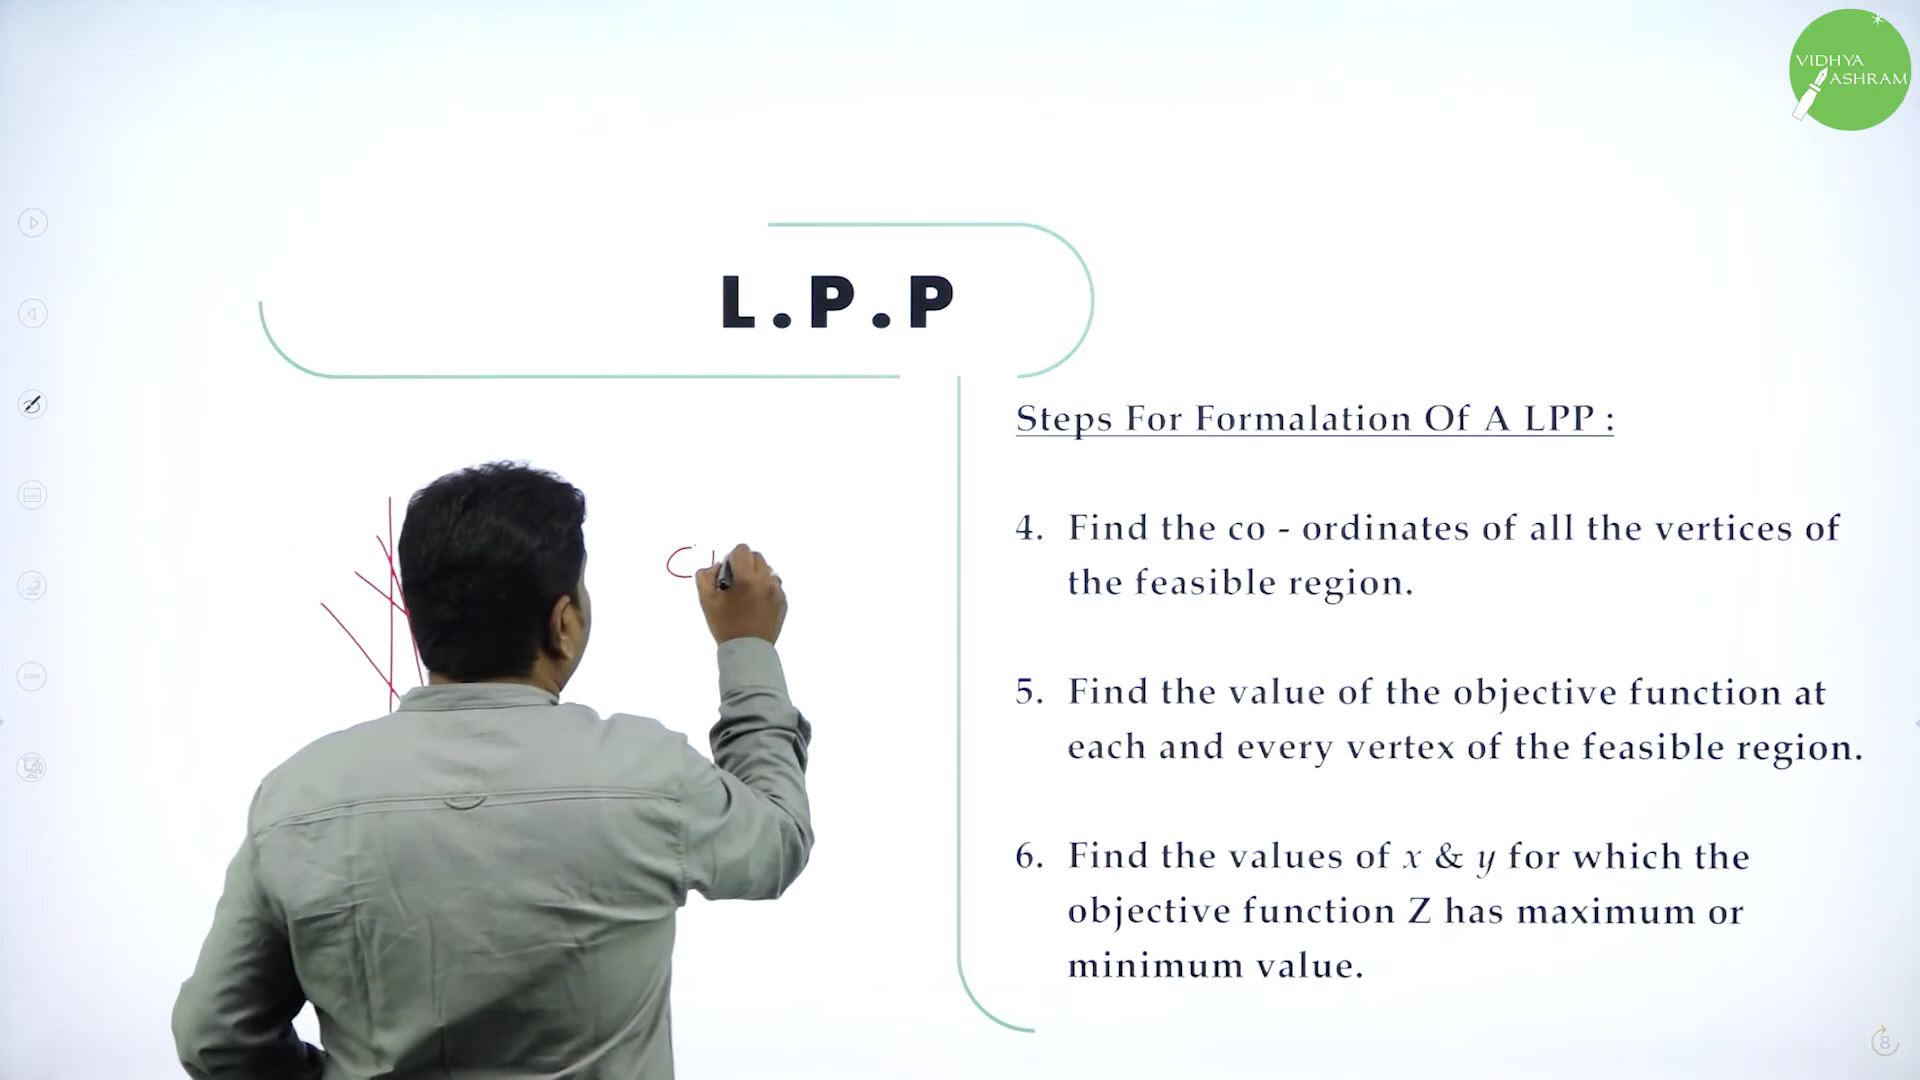 VIDHYA
ASHRAM
L.P.P
Steps For Formalation Of A LPP :
4. Find the co - ordinates of all the vertices of
the feasible region.
5. Find the value of the objective function at
each and every vertex of the feasible region.
6. Find the values of x & y for which the
objective function Z has maximum or
minimum value.
8